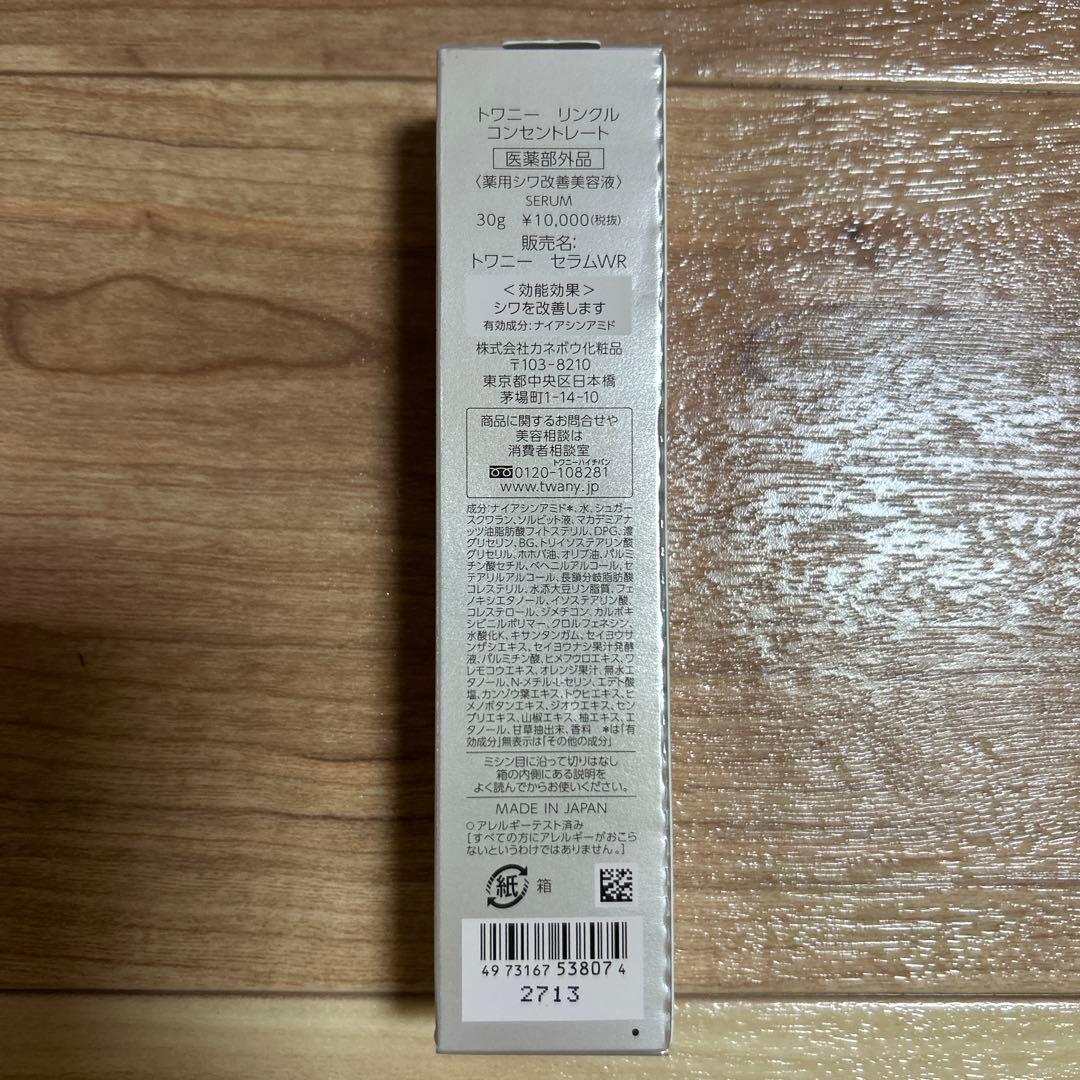 トワニー リンクル
コンセントレート
医薬部外品
〈薬用シワ改善美容液〉
SERUM
30g ¥10,000(税抜)
販売名:
トワニー セラムWR
<効能効果>
シワを改善します
有効成分:ナイアシンアミド
株式会社カネボウ化粧品
〒103-8210
東京都中央区日本橋
茅場町1-14-10
商品に関するお問合せや
美容相談は
消費者相談室
トワニーハイチバン
0120-108281
www.twany.jp
成分:ナイアシンアミド*、水、シュガー
スクワラン、ソルビット液、マカデミアナ
ッツ油脂肪酸フィトステリル、DPG、濃
グリセリン、BG、トリイソステアリン酸
グリセリル、ホホバ油、オリブ油、パルミ
チン酸セチル、ベヘニルアルコール、セ
テアリルアルコール、長鎖分岐脂肪酸
コレステリル、水添大豆リン脂質、フェ
ノキシエタノール、イソステアリン酸、
コレステロール、ジメチコン、カルボキ
シビニルポリマー、クロルフェネシン、
水酸化K、キサンタンガム、セイヨウサ
ンザシエキス、セイヨウナシ果汁発酵
液、パルミチン酸、ヒメフウロエキス、ワ
レモコウエキス、オレンジ果汁、無水エ
タノール、N-メチル-L-セリン、エデト酸
塩、カンゾウ葉エキス、トウヒエキス、ヒ
メノボタンエキス、ジオウエキス、セン
ブリエキス、山椒エキス、柚エキス、エ
タノール、甘草抽出末、香料 *は「有
効成分」無表示は「その他の成分」
ミシン目に沿って切りはなし
箱の内側にある説明を
よく読んでからお使いください。
MADE IN JAPAN
○アレルギーテスト済み
[すべての方にアレルギーがおこら
ないというわけではありません。]
紙 箱
4973167538074
2713